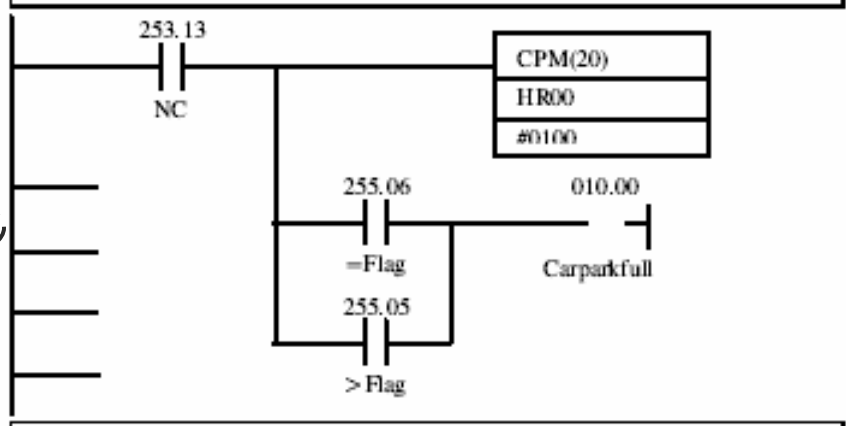 253.13
NC
CPM(20)
HR00
#0100
255.06
=Flag
010.00
Carparkfull
255.05
>Flag